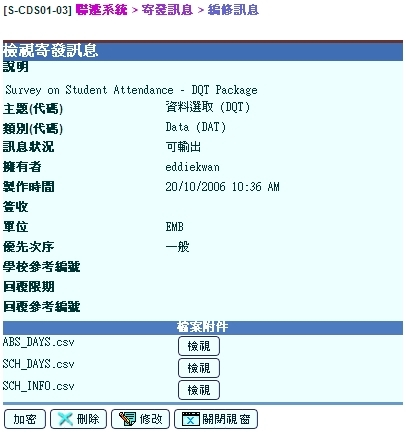 [S-CDS01-03] 聯遞系統 > 寄發訊息 > 編修訊息
檢視寄發訊息
說明
Survey on Student Attendance - DQT Package
主題(代碼) 資料選取 (DQT)
類別(代碼) Data (DAT)
訊息狀況 可輸出
擁有者 eddiekwan
製作時間 20/10/2006 10:36 AM
簽收
單位 EMB
優先次序 一般
學校參考編號
回覆限期
回覆參考編號
檔案附件
ABS_DAYS.csv 檢視
SCH_DAYS.csv 檢視
SCH_INFO.csv 檢視
加密 刪除 修改 關閉視窗